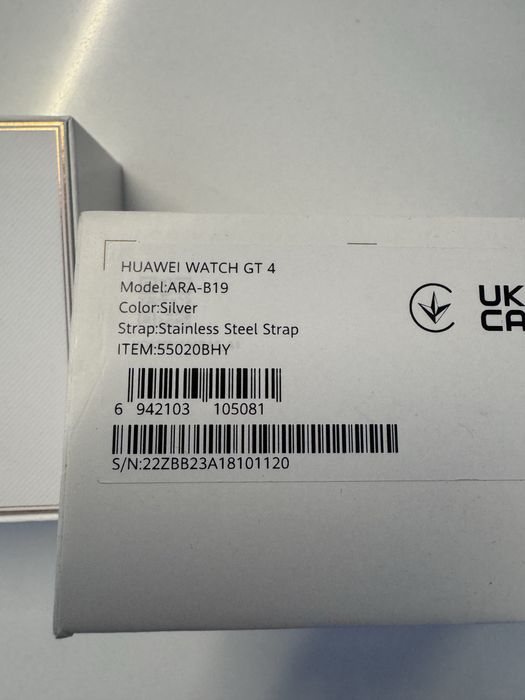 HUAWEI WATCH GT 4
Model:ARA-B19
Color:Silver
Strap:Stainless Steel Strap
ITEM:55020BHY
6 942103 105081
S/N:22ZBB23A18101120
UK
CA